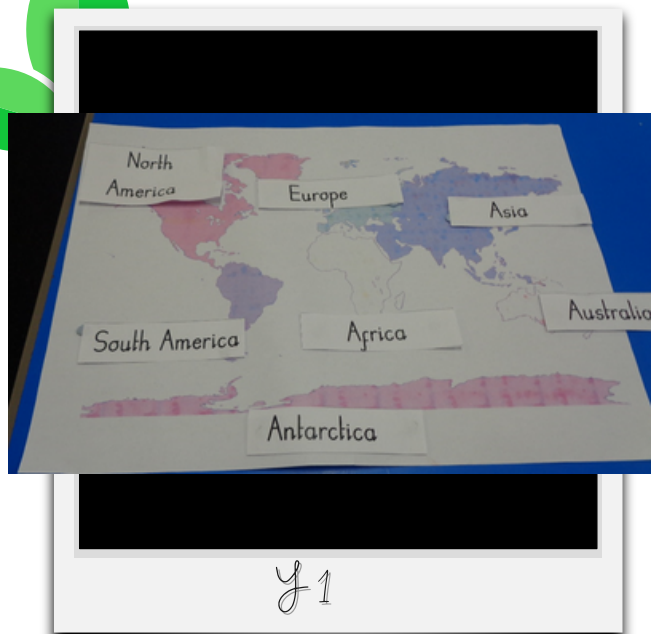 North
America
Europe
Asia
South America
Africa
Australia
Antarctica
Y1